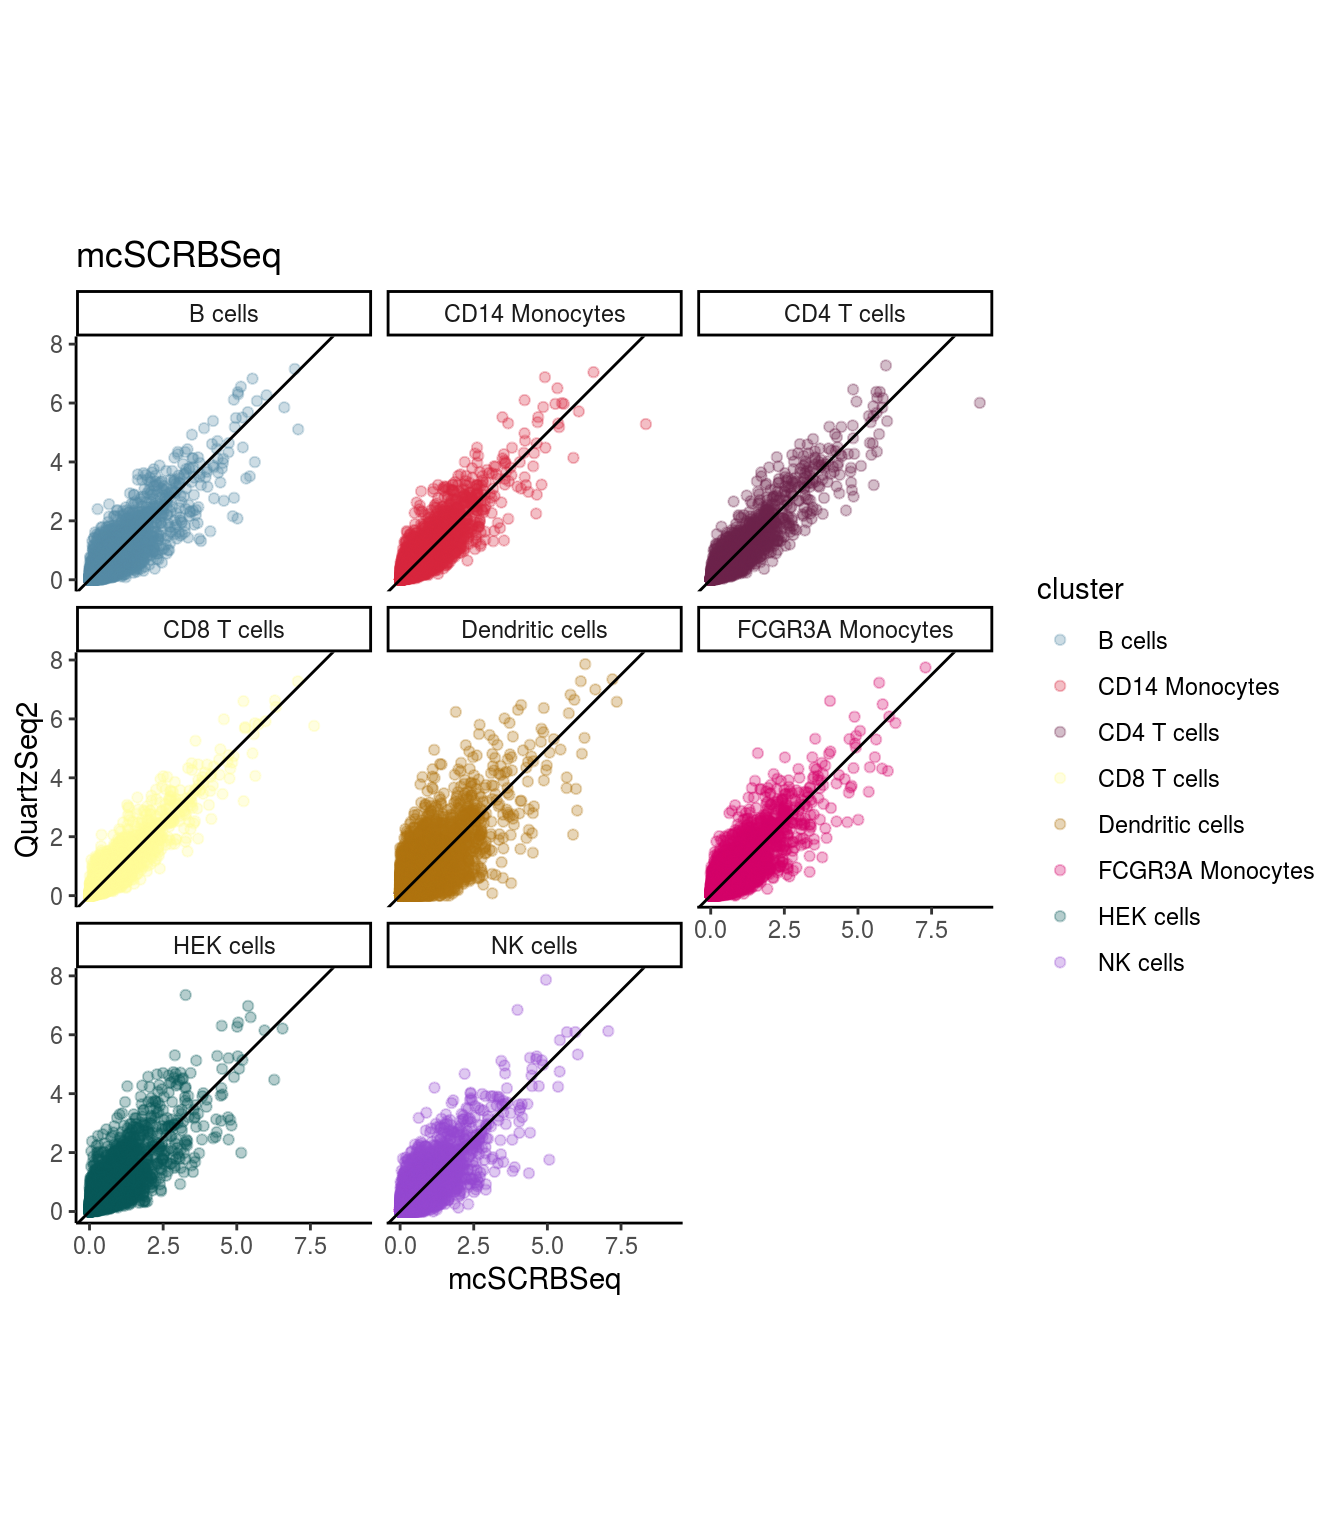 mcSCRBSeq
B cells
CD14 Monocytes
CD4 T cells
8
6
4
2
0
CD8 T cells
Dendritic cells
FCGR3A Monocytes
8
6
4
2
0
0.0 2.5 5.0 7.5
HEK cells
NK cells
8
6
4
2
0
0.0 2.5 5.0 7.5
0.0 2.5 5.0 7.5
mcSCRBSeq
QuartzSeq2
cluster
B cells
CD14 Monocytes
CD4 T cells
CD8 T cells
Dendritic cells
FCGR3A Monocytes
HEK cells
NK cells